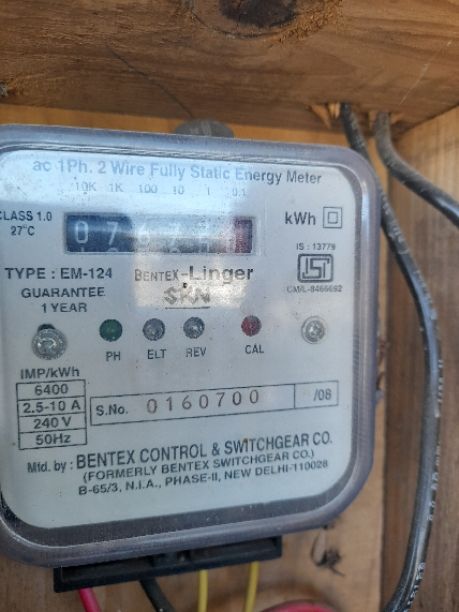 ac 1Ph. 2 Wire Fully Static Energy Meter
10K 1K 100 10 1 0.1
CLASS 1.0
27°C
kWh
IS : 13779
ISI
CM/L-8466692
TYPE : EM-124
BENTEX-Linger
GUARANTEE
1 YEAR
PH ELT REV CAL
IMP/kWh
6400
2.5-10 A
240 V
50Hz
S.No. 0160700 /08
Mfd. by : BENTEX CONTROL & SWITCHGEAR CO.
(FORMERLY BENTEX SWITCHGEAR CO.)
B-65/3, N.I.A., PHASE-II, NEW DELHI-110028